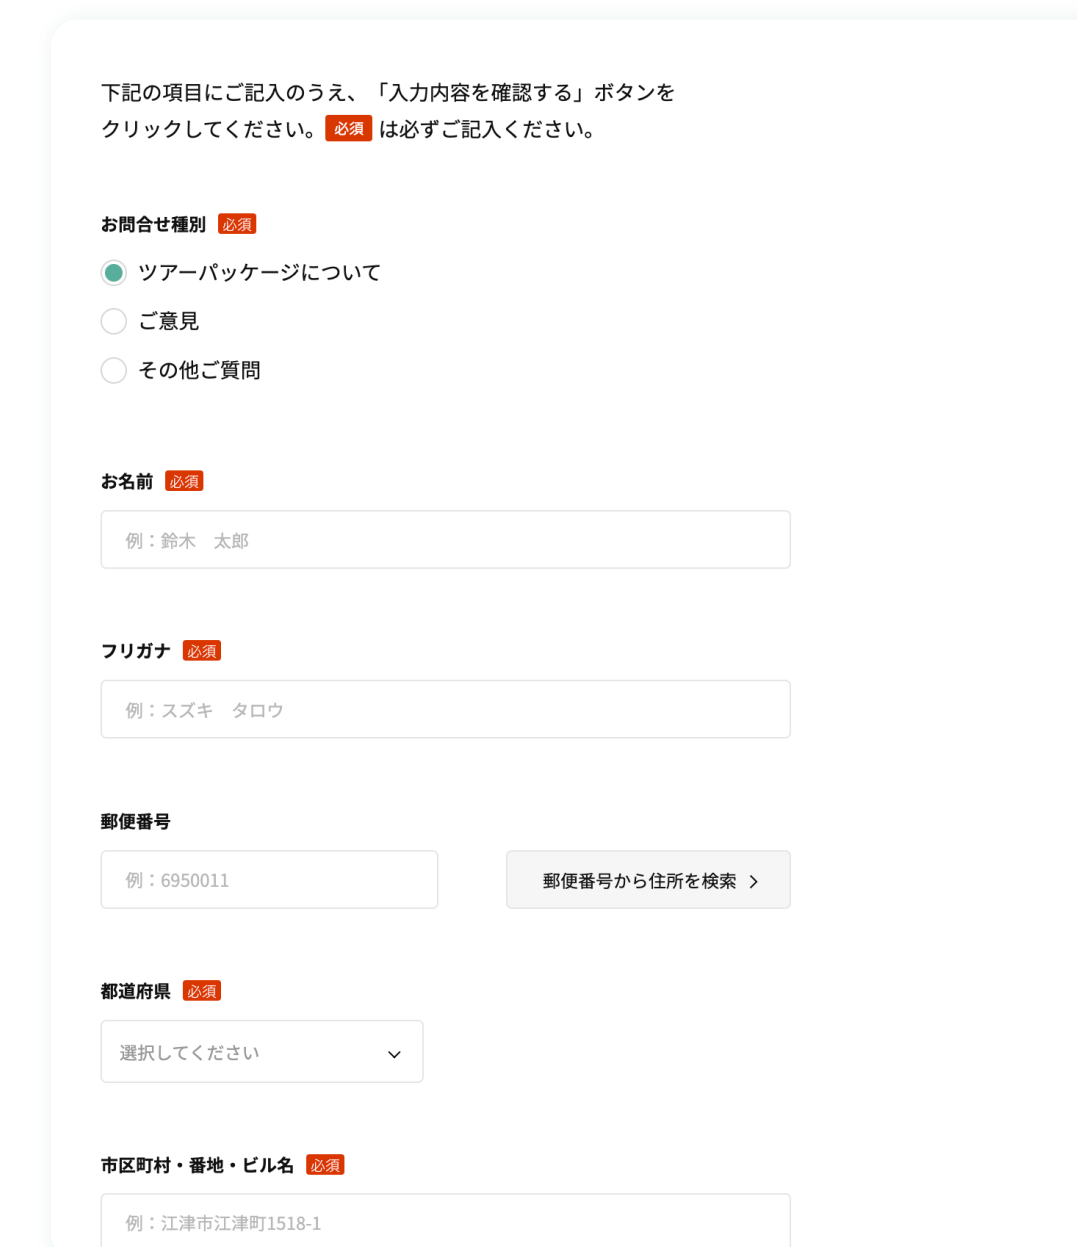 下記の項目にご記入のうえ、「入力内容を確認する」ボタンを
クリックしてください。 必須 は必ずご記入ください。
お問合せ種別 必須
ツアーパッケージについて
ご意見
その他ご質問
お名前 必須
例：鈴木　太郎
フリガナ 必須
例：スズキ　タロウ
郵便番号
例：6950011 郵便番号から住所を検索
都道府県 必須
選択してください
市区町村・番地・ビル名 必須
例：江津市江津町1518-1